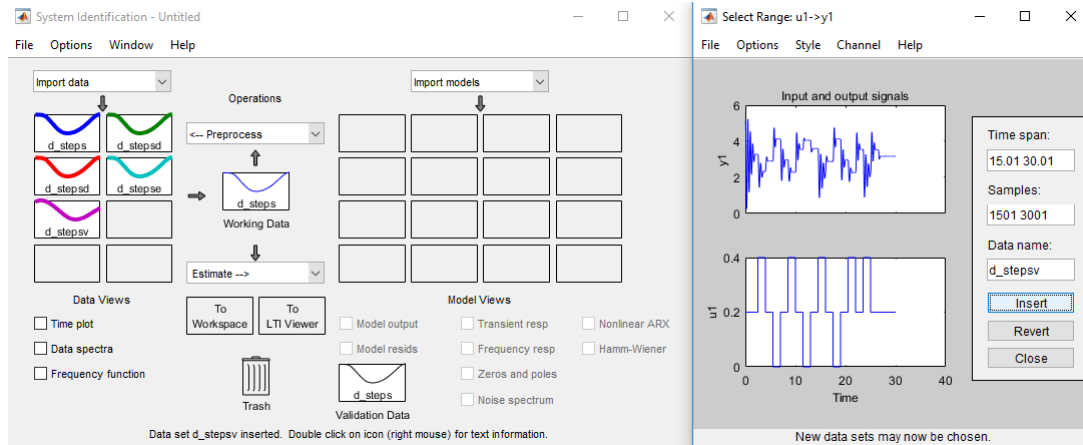 System Identification - Untitled
File Options Window Help
Import data
Import models
Operations
d_steps
d_stepsd
<-- Preprocess
d_stepsd
d_stepse
d_steps
d_stepsv
Working Data
Estimate -->
Data Views
To Workspace
To LTI Viewer
Model Views
Time plot
Data spectra
Frequency function
Model output
Transient resp
Nonlinear ARX
Model resids
Frequency resp
Hamm-Wiener
Zeros and poles
Noise spectrum
Trash
d_steps
Validation Data
Data set d_stepsv inserted. Double click on icon (right mouse) for text information.
Select Range: u1->y1
File Options Style Channel Help
Input and output signals
6
4
2
0
y1
0.4
0.2
0
u1
0 10 20 30 40
Time
Time span:
15.01 30.01
Samples:
1501 3001
Data name:
d_stepsv
Insert
Revert
Close
New data sets may now be chosen.